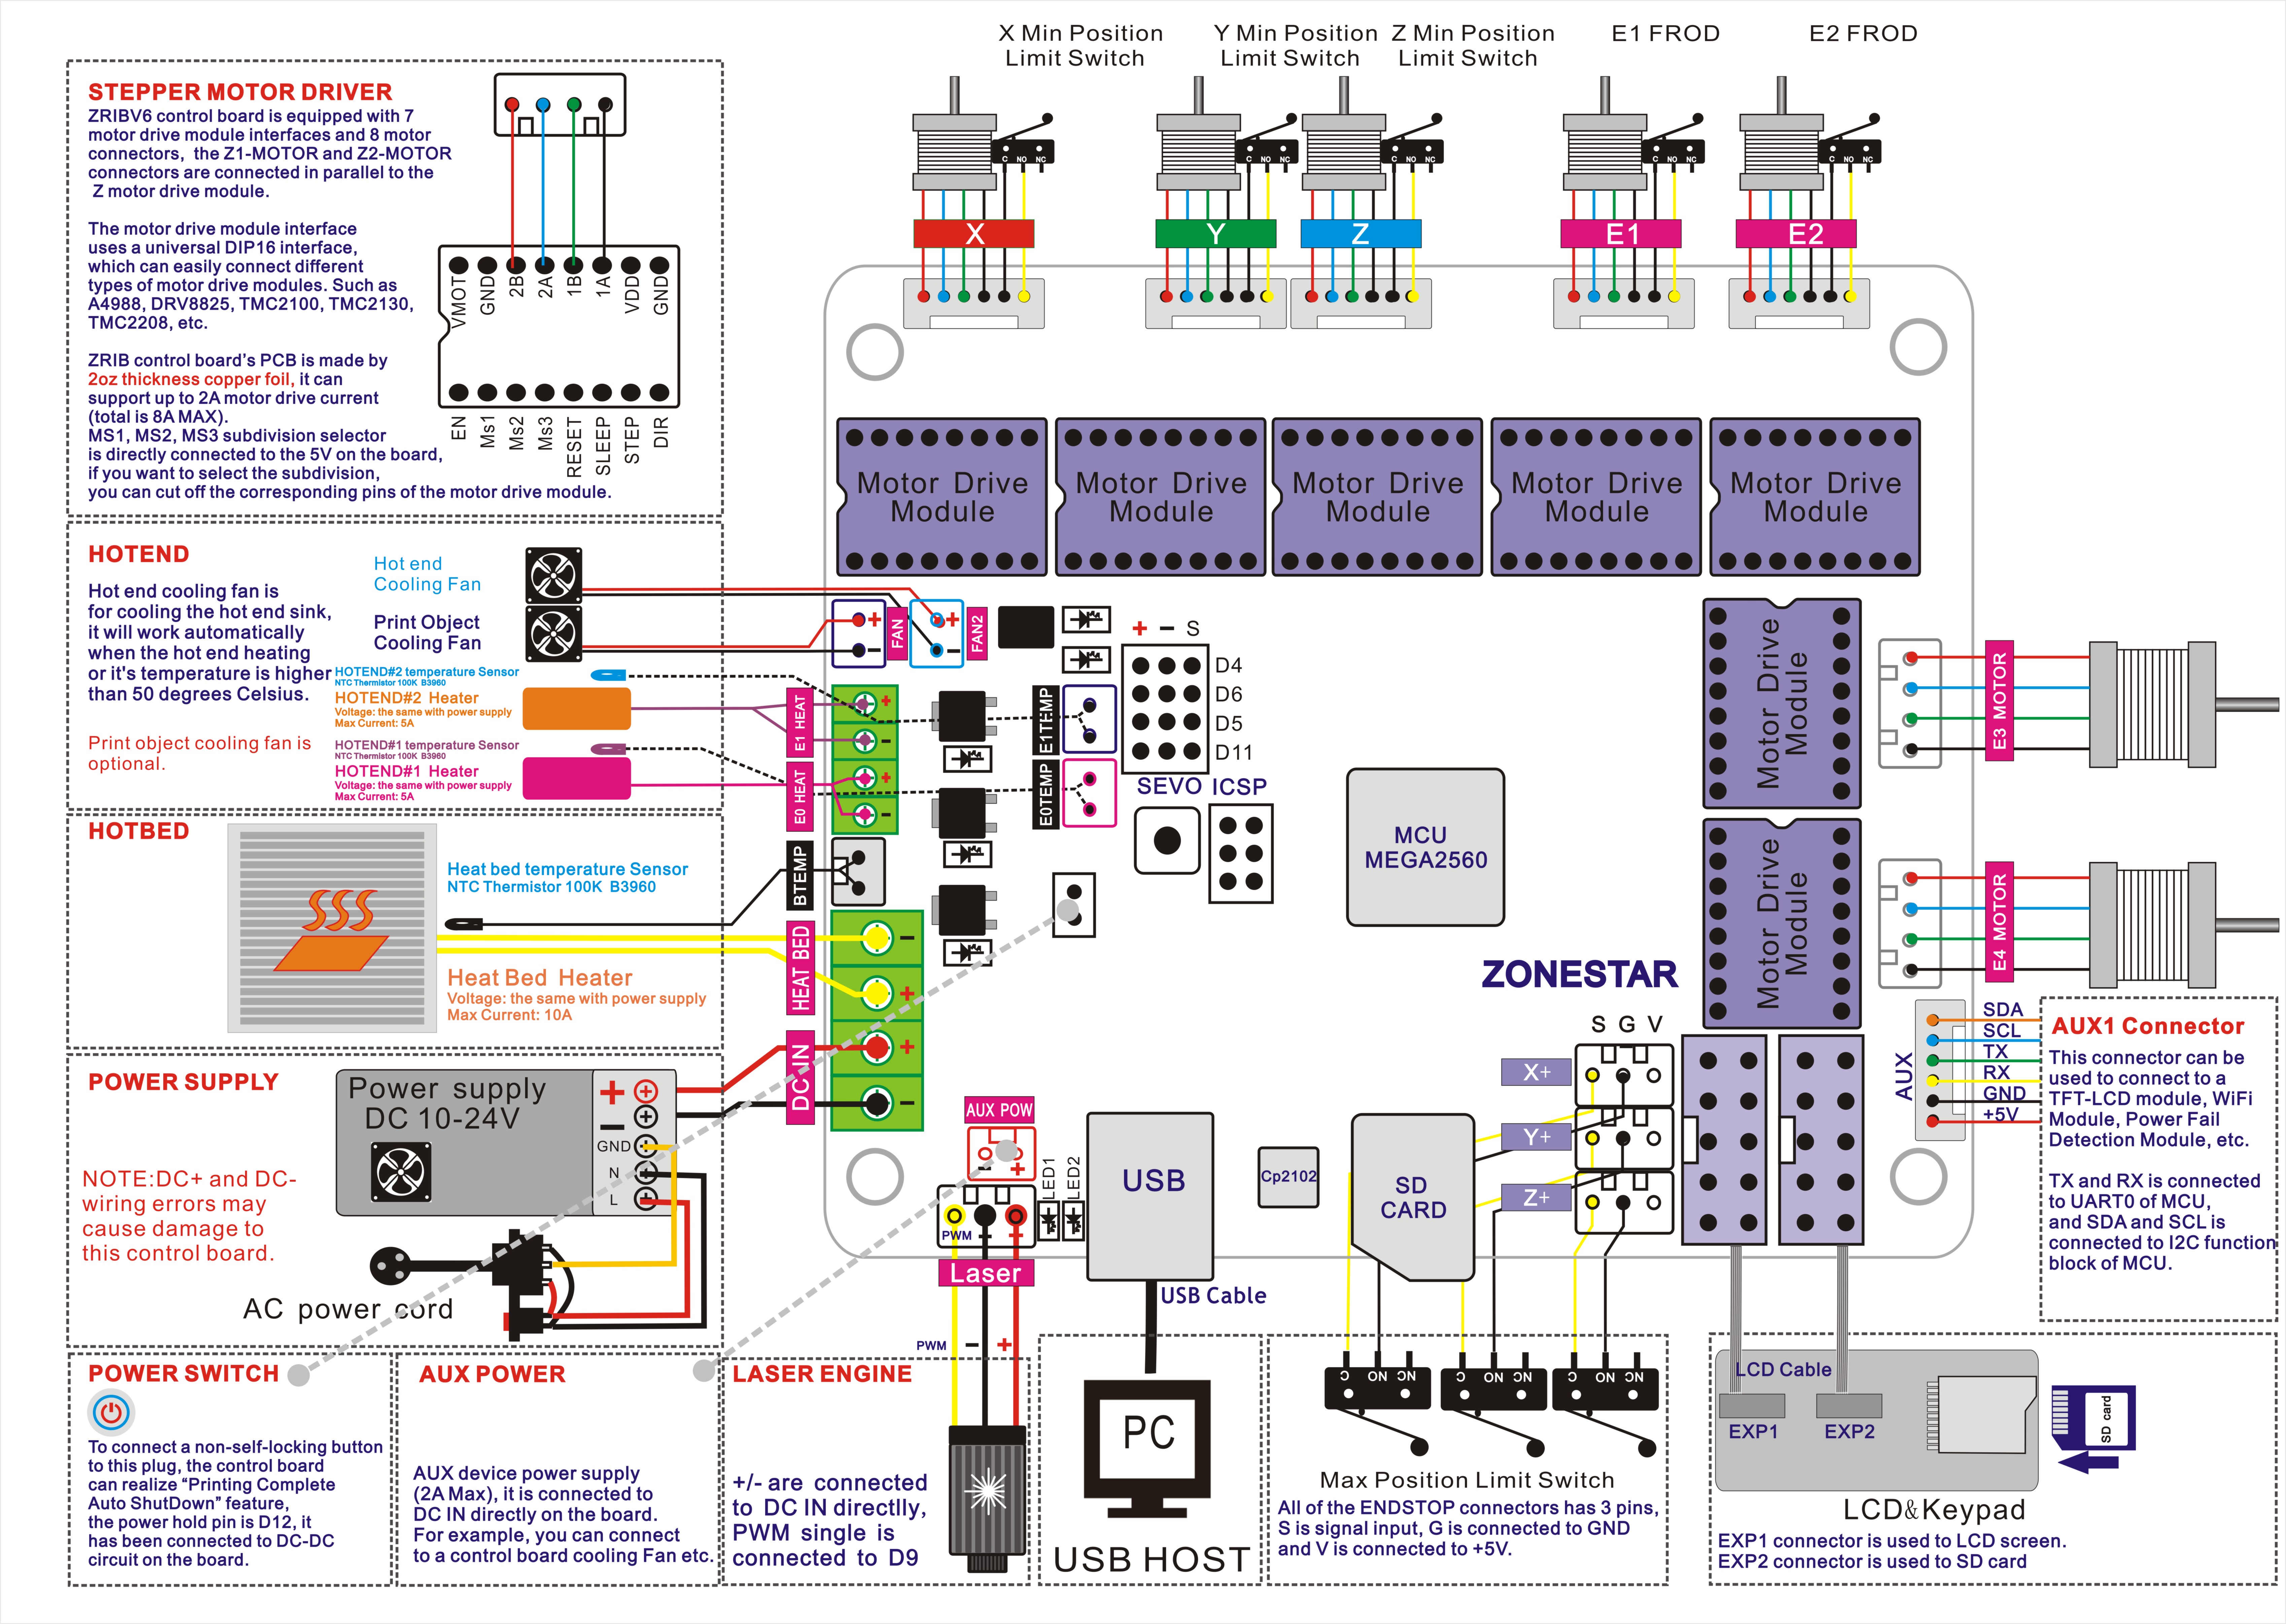 X Min Position
Limit Switch
Y Min Position
Limit Switch
Z Min Position
Limit Switch
E1 FROD
E2 FROD
STEPPER MOTOR DRIVER
ZRIBV6 control board is equipped with 7
motor drive module interfaces and 8 motor
connectors, the Z1-MOTOR and Z2-MOTOR
connectors are connected in parallel to the
Z motor drive module.
The motor drive module interface
uses a universal DIP16 interface,
which can easily connect different
types of motor drive modules. Such as
A4988, DRV8825, TMC2100, TMC2130,
TMC2208, etc.
ZRIB control board's PCB is made by
2oz thickness copper foil, it can
support up to 2A motor drive current
(total is 8A MAX).
MS1, MS2, MS3 subdivision selector
is directly connected to the 5V on the board,
if you want to select the subdivision,
you can cut off the corresponding pins of the motor drive module.
VMOT
GND
2B
2A
1B
1A
VDD
GND
EN
Ms1
Ms2
Ms3
RESET
SLEEP
STEP
DIR
C NO NC
C NO NC
C NO NC
C NO NC
C NO NC
X
Y
Z
E1
E2
Motor Drive
Module
Motor Drive
Module
Motor Drive
Module
Motor Drive
Module
Motor Drive
Module
HOTEND
Hot end cooling fan is
for cooling the hot end sink,
it will work automatically
when the hot end heating
or it's temperature is higher
than 50 degrees Celsius.
Print object cooling fan is
optional.
Hot end
Cooling Fan
Print Object
Cooling Fan
HOTEND#2 temperature Sensor
NTC Thermistor 100K B3960
HOTEND#2 Heater
Voltage: the same with power supply
Max Current: 5A
HOTEND#1 temperature Sensor
NTC Thermistor 100K B3960
HOTEND#1 Heater
Voltage: the same with power supply
Max Current: 5A
+
−
FAN
+
−
FAN2
E1 HEAT
+
−
E0 HEAT
+
−
E1TEMP
E0TEMP
+ − S
D4
D6
D5
D11
SEVO ICSP
MCU
MEGA2560
Motor Drive
Module
E3 MOTOR
Motor Drive
Module
E4 MOTOR
HOTBED
Heat bed temperature Sensor
NTC Thermistor 100K B3960
Heat Bed Heater
Voltage: the same with power supply
Max Current: 10A
BTEMP
HEAT BED
−
+
DC-IN
+
−
ZONESTAR
POWER SUPPLY
NOTE:DC+ and DC-
wiring errors may
cause damage to
this control board.
Power supply
DC 10-24V
+
−
GND
N
L
AC power cord
AUX POW
− +
LED1
LED2
PWM − +
Laser
PWM − +
USB
USB Cable
Cp2102
SD
CARD
S G V
X+
Y+
Z+
AUX
SDA
SCL
TX
RX
GND
+5V
AUX1 Connector
This connector can be
used to connect to a
TFT-LCD module, WiFi
Module, Power Fail
Detection Module, etc.
TX and RX is connected
to UART0 of MCU,
and SDA and SCL is
connected to I2C function
block of MCU.
POWER SWITCH
To connect a non-self-locking button
to this plug, the control board
can realize “Printing Complete
Auto ShutDown” feature,
the power hold pin is D12, it
has been connected to DC-DC
circuit on the board.
AUX POWER
AUX device power supply
(2A Max), it is connected to
DC IN directly on the board.
For example, you can connect
to a control board cooling Fan etc.
LASER ENGINE
+/- are connected
to DC IN directlly,
PWM single is
connected to D9
PC
USB HOST
C NO NC
C NO NC
C NO NC
Max Position Limit Switch
All of the ENDSTOP connectors has 3 pins,
S is signal input, G is connected to GND
and V is connected to +5V.
LCD Cable
EXP1
EXP2
SD card
LCD&Keypad
EXP1 connector is used to LCD screen.
EXP2 connector is used to SD card